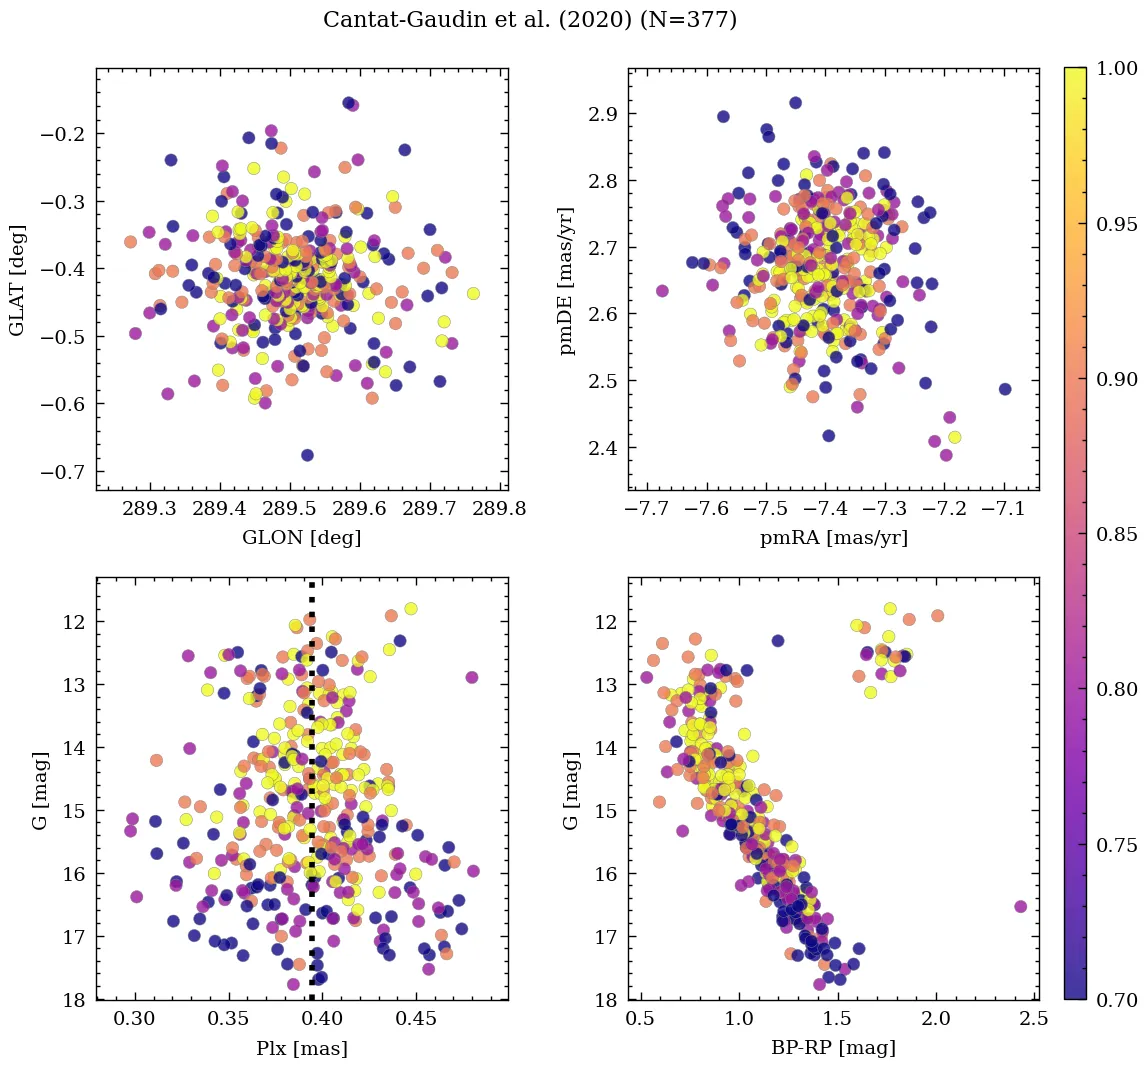 Cantat-Gaudin et al. (2020) (N=377)
−0.2
−0.3
−0.4
−0.5
−0.6
−0.7
GLAT [deg]
289.3 289.4 289.5 289.6 289.7 289.8
GLON [deg]
2.9
2.8
2.7
2.6
2.5
2.4
pmDE [mas/yr]
−7.7 −7.6 −7.5 −7.4 −7.3 −7.2 −7.1
pmRA [mas/yr]
12
13
14
15
16
17
18
G [mag]
0.30 0.35 0.40 0.45
Plx [mas]
12
13
14
15
16
17
18
G [mag]
0.5 1.0 1.5 2.0 2.5
BP-RP [mag]
1.00
0.95
0.90
0.85
0.80
0.75
0.70